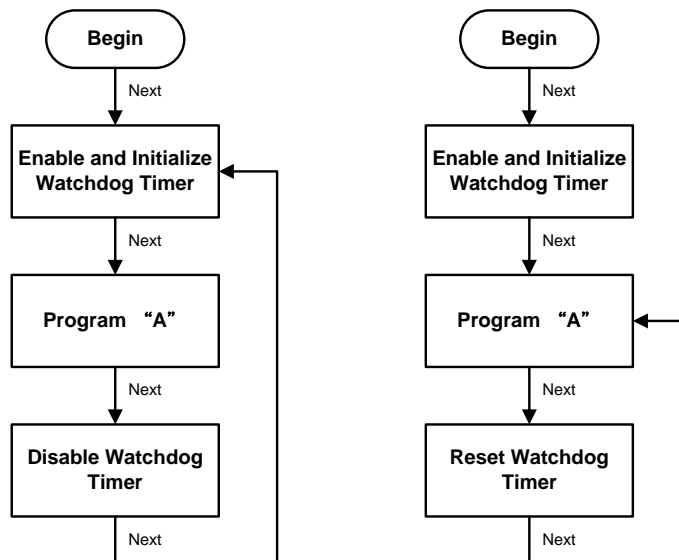 Begin
Next
Enable and Initialize
Watchdog Timer
Next
Program “A”
Next
Disable Watchdog
Timer
Next
Begin
Next
Enable and Initialize
Watchdog Timer
Next
Program “A”
Next
Reset Watchdog
Timer
Next